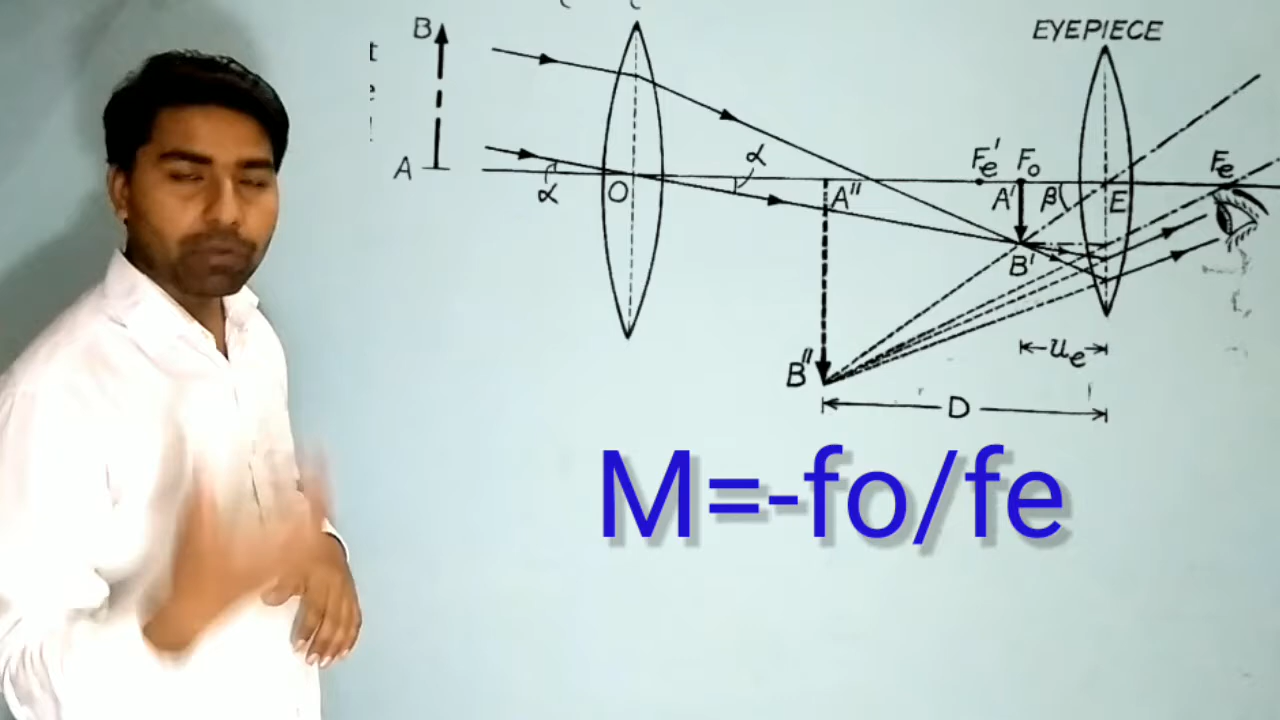 B
EYEPIECE
A
α
O
α
A"
Fe'
Fo
A'
β
E
Fe
B'
B"
ue
D
M=-fo/fe